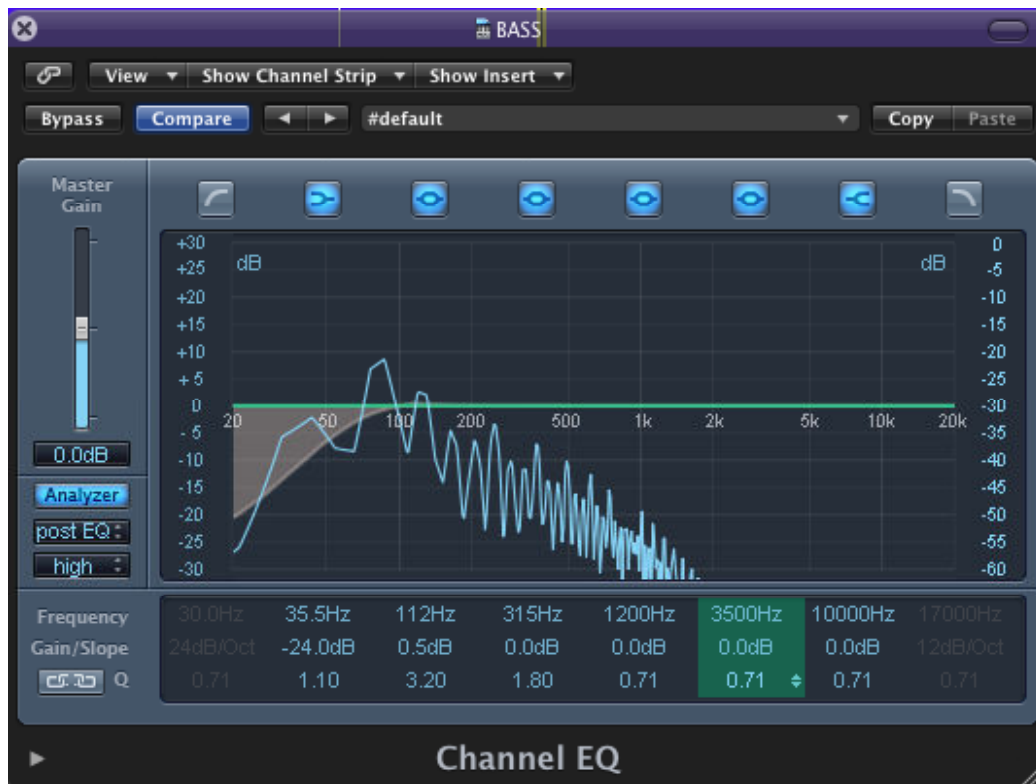 BASS
View Show Channel Strip Show Insert
Bypass Compare #default Copy Paste
Master
Gain
+30 0
dB dB
+25 -5
+20 -10
+15 -15
+10 -20
+ 5 -25
0 -30
20 50 100 200 500 1k 2k 5k 10k 20k
- 5 -35
-10 -40
-15 -45
-20 -50
-25 -55
-30 -60
0.0dB
Analyzer
post EQ
high
Frequency 30.0Hz 35.5Hz 112Hz 315Hz 1200Hz 3500Hz 10000Hz 17000Hz
Gain/Slope 24dB/Oct -24.0dB 0.5dB 0.0dB 0.0dB 0.0dB 0.0dB 12dB/Oct
Q 0.71 1.10 3.20 1.80 0.71 0.71 0.71 0.71
Channel EQ